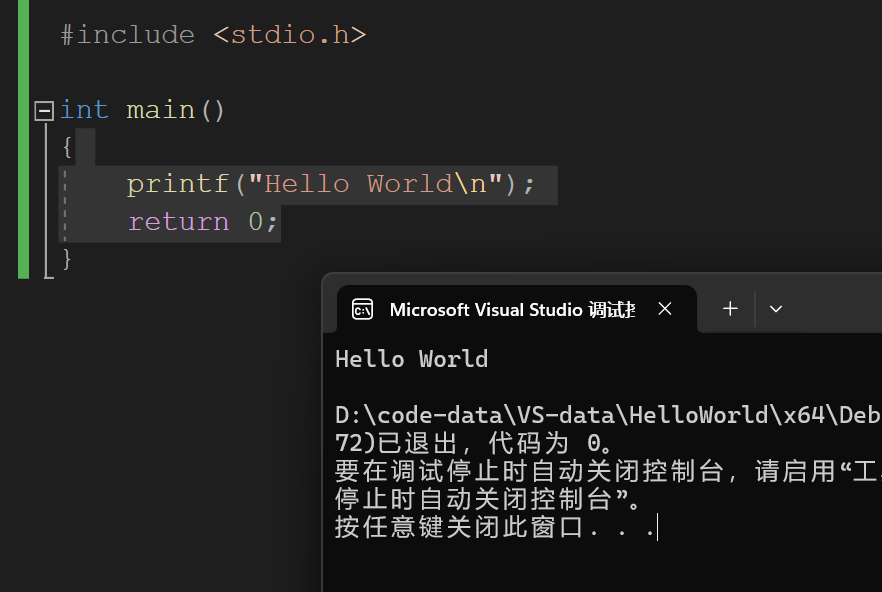 #include <stdio.h>
int main()
{
printf("Hello World\n");
return 0;
}
Microsoft Visual Studio 调试
Hello World
D:\code-data\VS-data\HelloWorld\x64\Deb
72)已退出，代码为 0。
要在调试停止时自动关闭控制台，请启用“工
停止时自动关闭控制台”。
按任意键关闭此窗口. . .